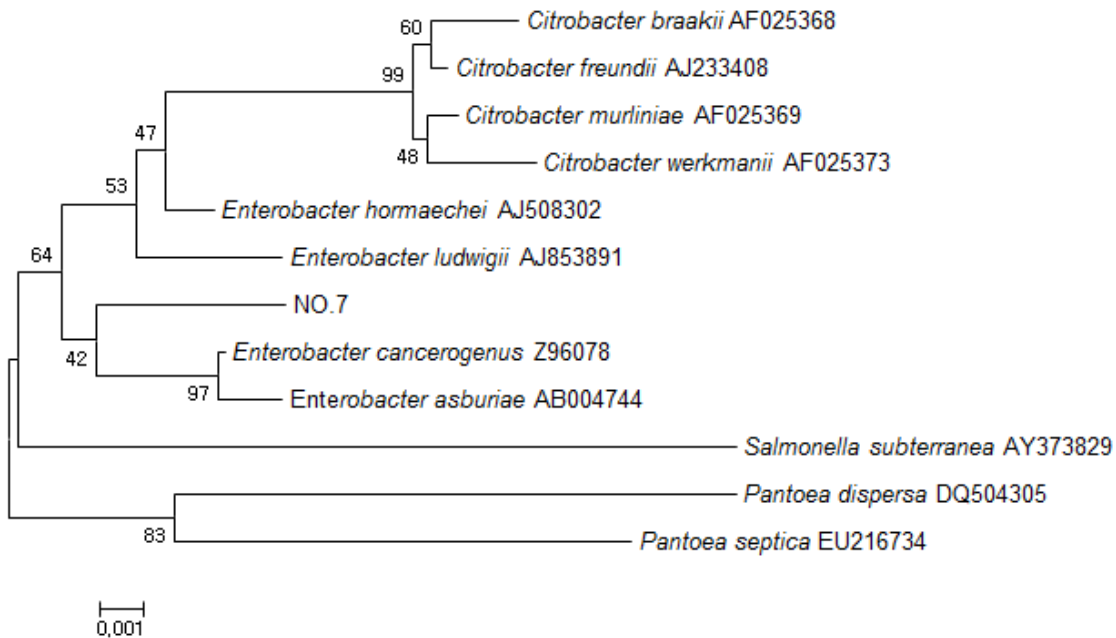 60
Citrobacter braakii AF025368
Citrobacter freundii AJ233408
99
Citrobacter murliniae AF025369
47
48
Citrobacter werkmanii AF025373
53
Enterobacter hormaechei AJ508302
64
Enterobacter ludwigii AJ853891
NO.7
42
Enterobacter cancerogenus Z96078
97
Enterobacter asburiae AB004744
Salmonella subterranea AY373829
Pantoea dispersa DQ504305
83
Pantoea septica EU216734
0,001